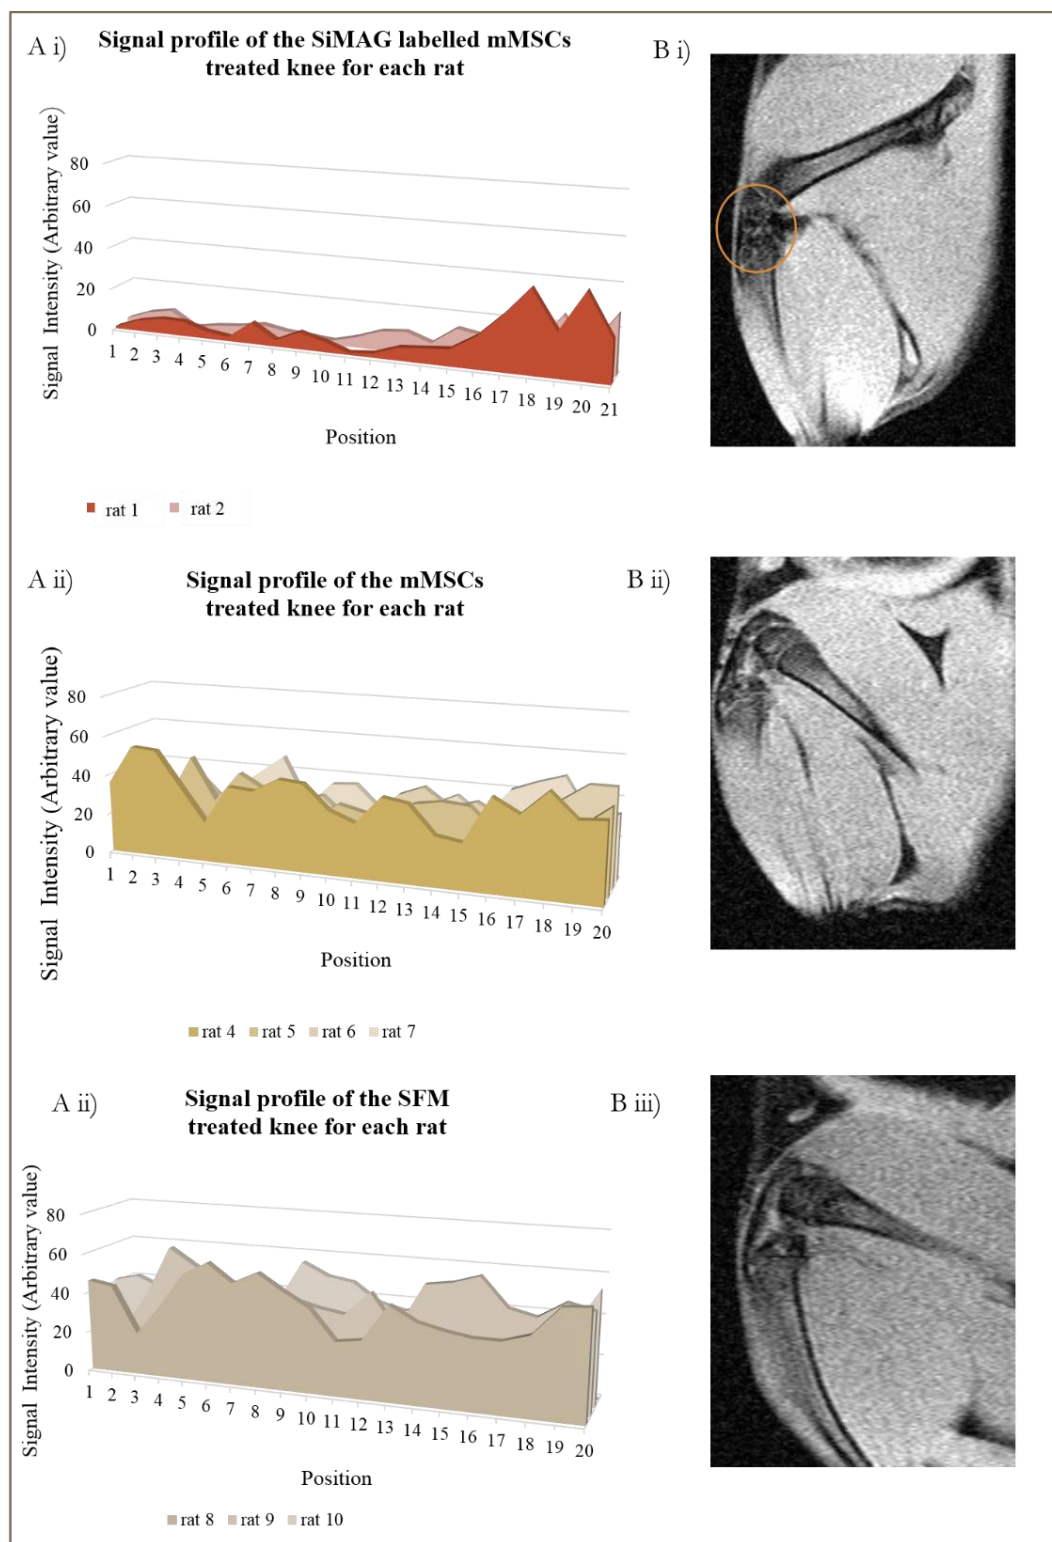 A i)
Signal profile of the SiMAG labelled mMSCs
treated knee for each rat
B i)
Signal Intensity (Arbitrary value)
80
60
40
20
0
1 2 3 4 5 6 7 8 9 10 11 12 13 14 15 16 17 18 19 20 21
Position
rat 1 rat 2
A ii)
Signal profile of the mMSCs
treated knee for each rat
B ii)
Signal Intensity (Arbitrary value)
80
60
40
20
0
1 2 3 4 5 6 7 8 9 10 11 12 13 14 15 16 17 18 19 20
Position
rat 4 rat 5 rat 6 rat 7
A ii)
Signal profile of the SFM
treated knee for each rat
B iii)
Signal Intensity (Arbitrary value)
80
60
40
20
0
1 2 3 4 5 6 7 8 9 10 11 12 13 14 15 16 17 18 19 20
Position
rat 8 rat 9 rat 10